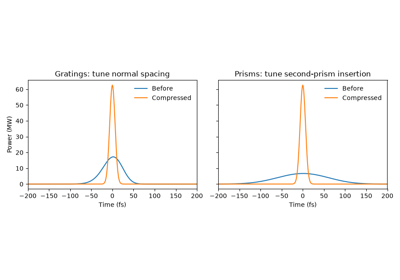 Gratings: tune normal spacing
Prisms: tune second-prism insertion
Power (MW)
60
50
40
30
20
10
0
Before
Compressed
Before
Compressed
−200 −150 −100 −50 0 50 100 150 200
−200 −150 −100 −50 0 50 100 150 200
Time (fs)
Time (fs)